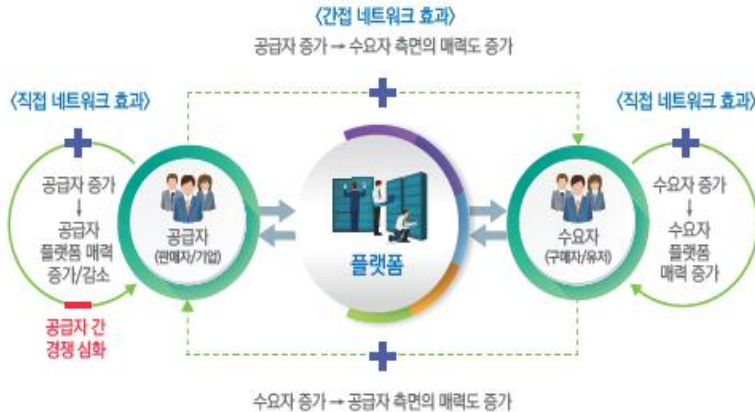 〈간접 네트워크 효과〉
공급자 증가 → 수요자 측면의 매력도 증가
〈직접 네트워크 효과〉
공급자 증가
↓
공급자
플랫폼 매력
증가/감소
공급자 간
경쟁 심화
공급자
(판매자/기업)
플랫폼
수요자
(구매자/유저)
〈직접 네트워크 효과〉
수요자 증가
↓
수요자
플랫폼
매력 증가
수요자 증가 → 공급자 측면의 매력도 증가